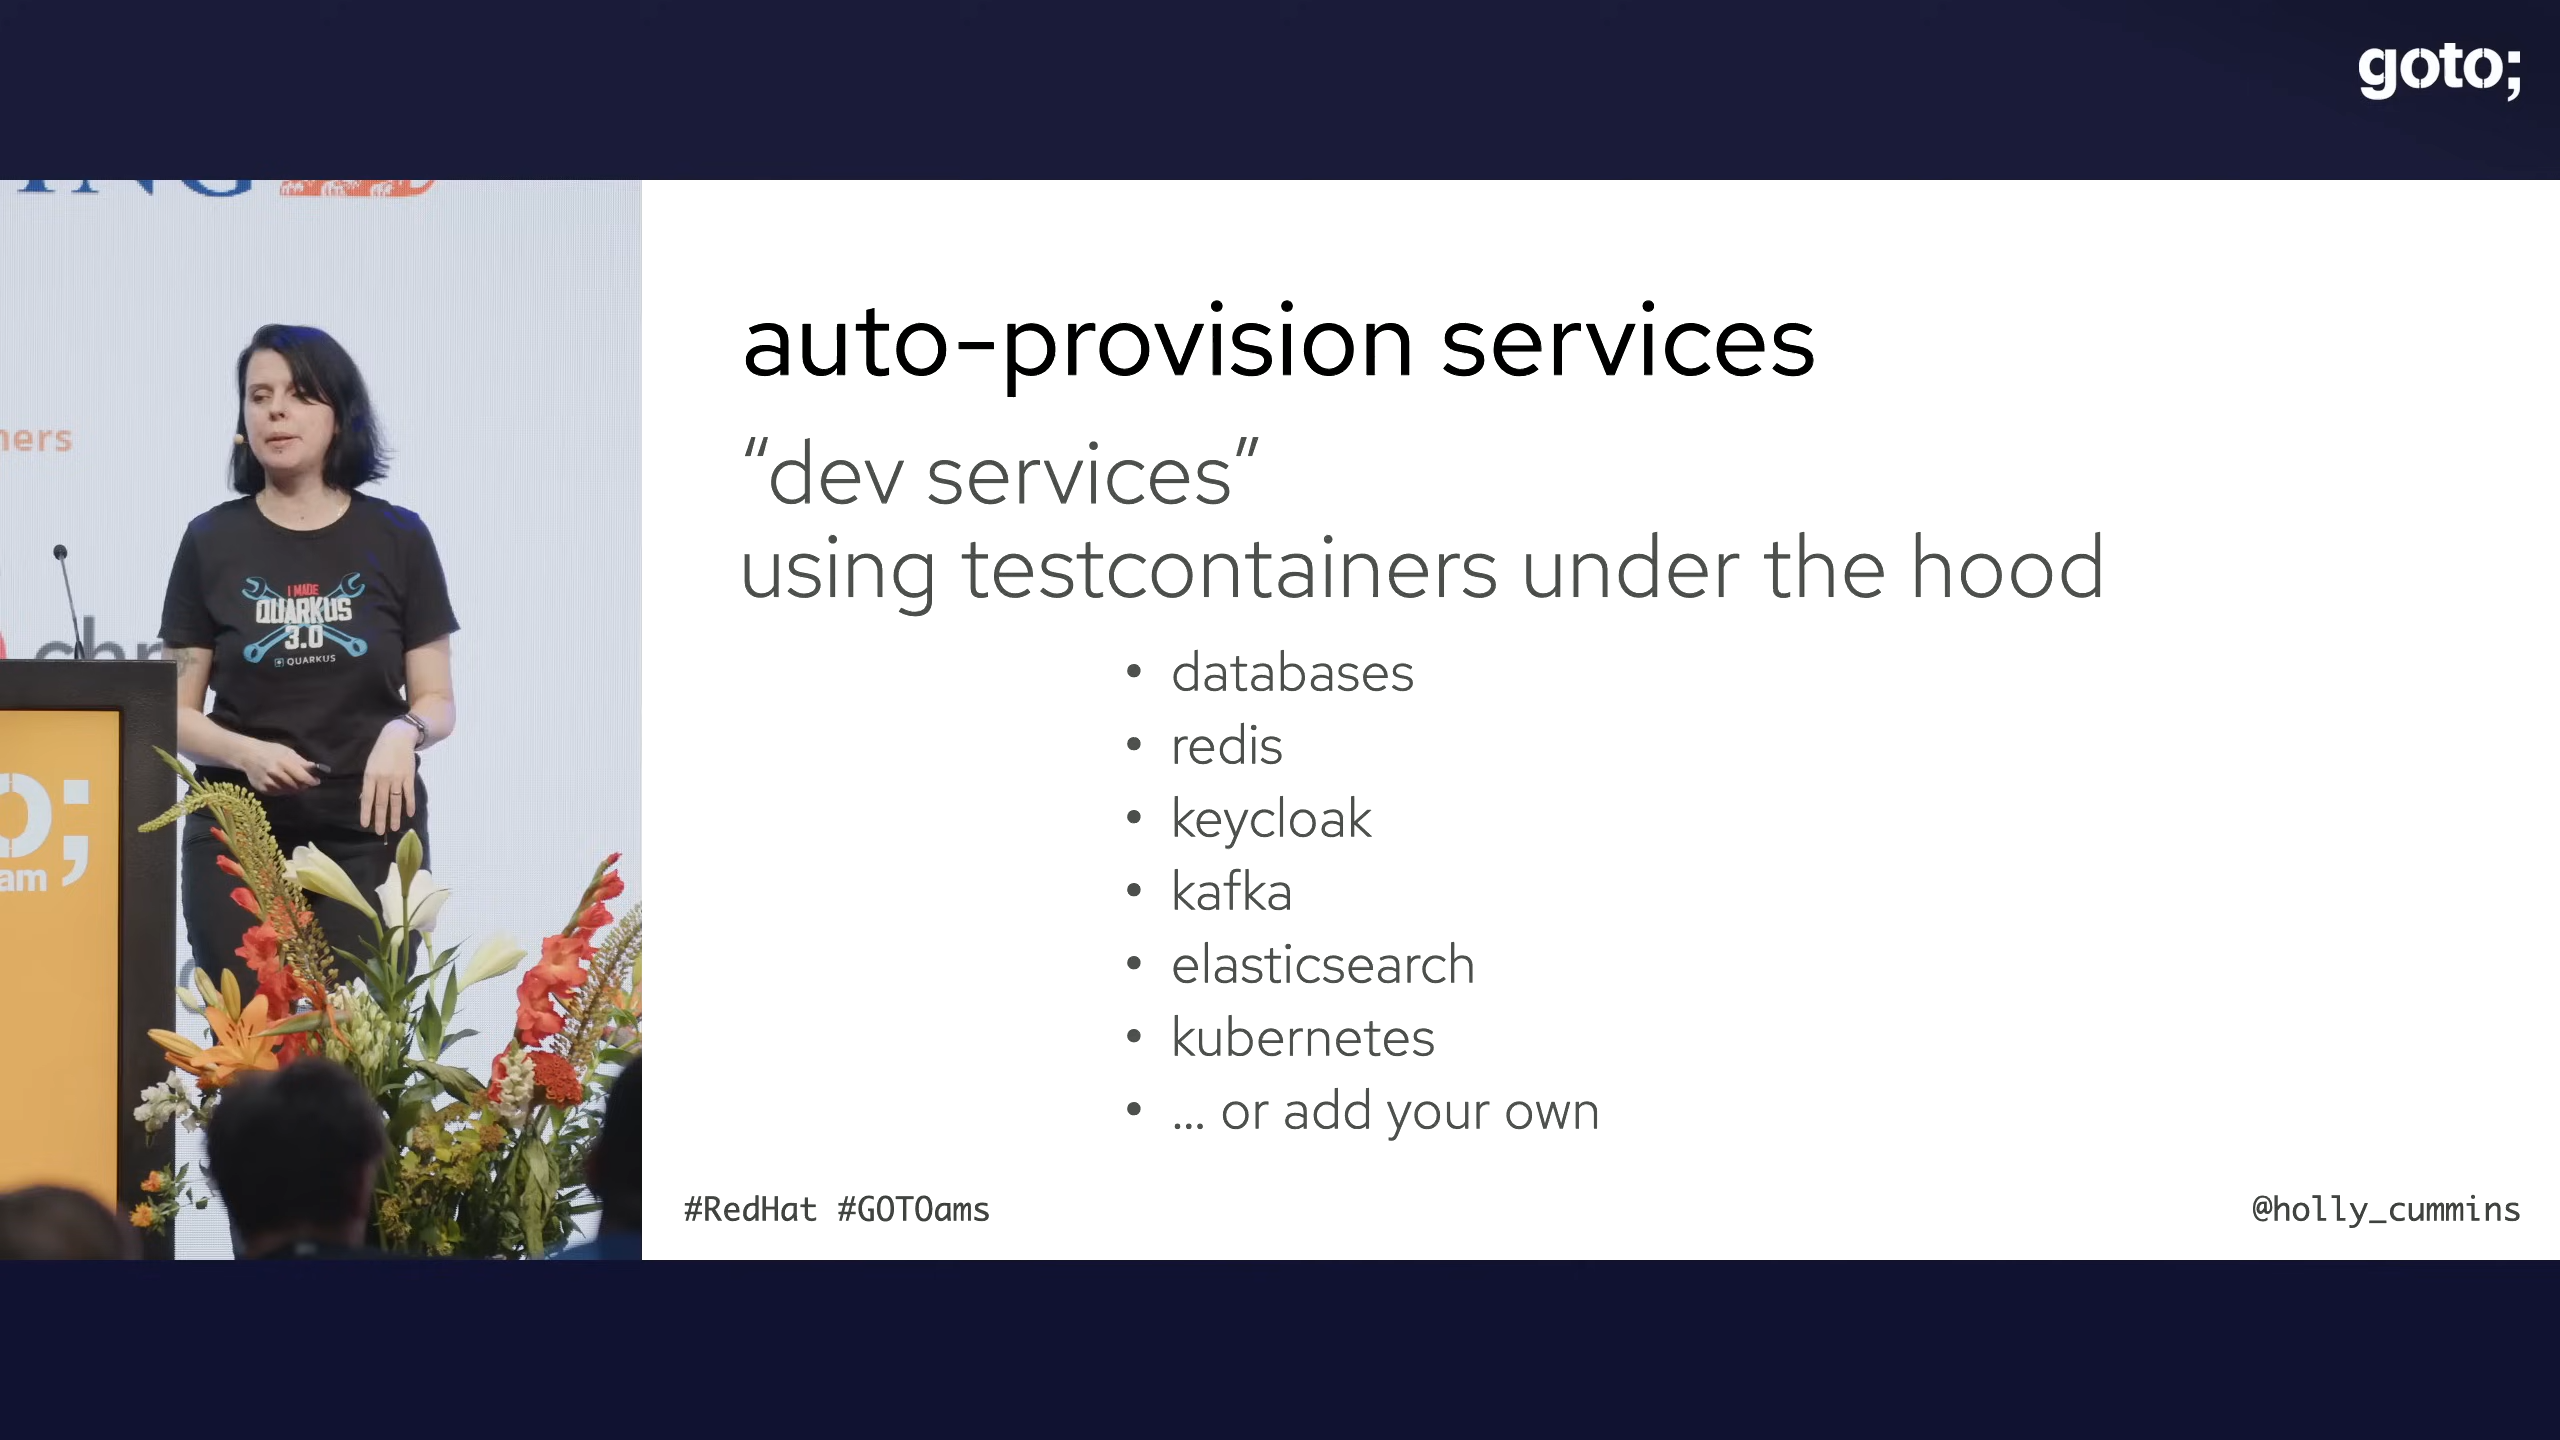 goto;
ING
auto-provision services
“dev services”
using testcontainers under the hood
• databases
• redis
• keycloak
• kafka
• elasticsearch
• kubernetes
• ... or add your own
#RedHat #GOTOams
@holly_cummins
I MADE
QUARKUS
3.0
QUARKUS